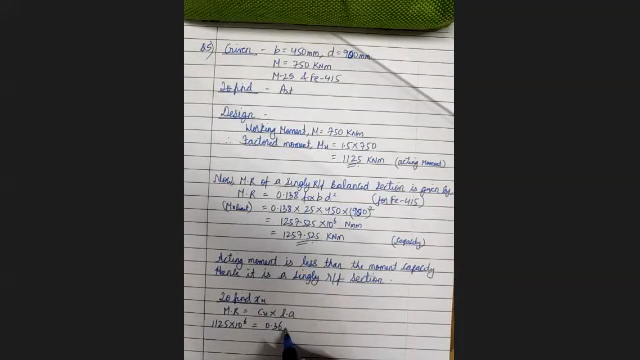 Q5) Given - b = 450mm, d = 900mm
M = 750 KNm
M-25 & Fe-415
To find - Ast
Design -
Working Moment, M = 750 KNm
∴ Factored moment, Mu = 1.5 x 750
= 1125 KNm (acting moment)
Now, M.R of a singly R/f balanced section is given by
M.R = 0.138 fck b d² (for Fe-415)
(Mulimit) = 0.138 x 25 x 450 x (900)²
= 1257.525 x 10⁶ Nmm
= 1257.525 KNm (capacity)
Acting moment is less than the moment capacity
Hence it is a singly R/f section.
To find xu
M.R = Cu x l.a
1125 x 10⁶ = 0.36